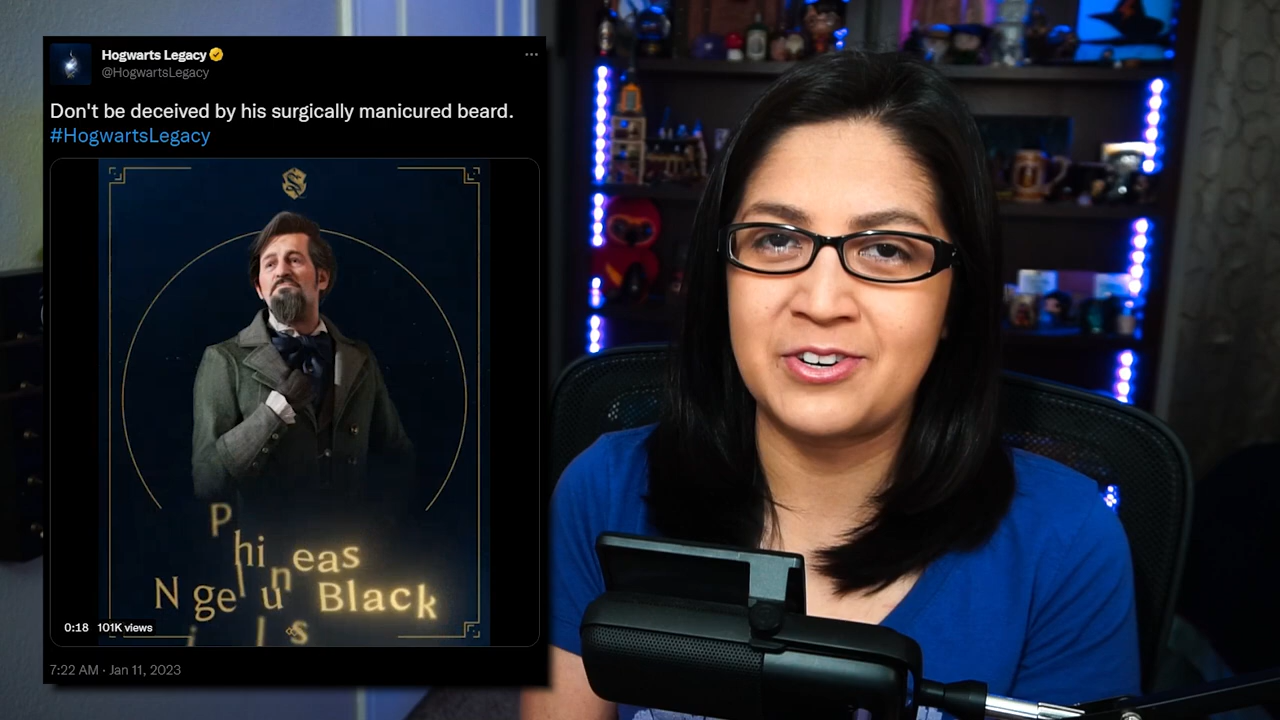 Hogwarts Legacy
@HogwartsLegacy
Don't be deceived by his surgically manicured beard.
#HogwartsLegacy
Phineas
Nigellus Black
0:18 101K views
7:22 AM · Jan 11, 2023